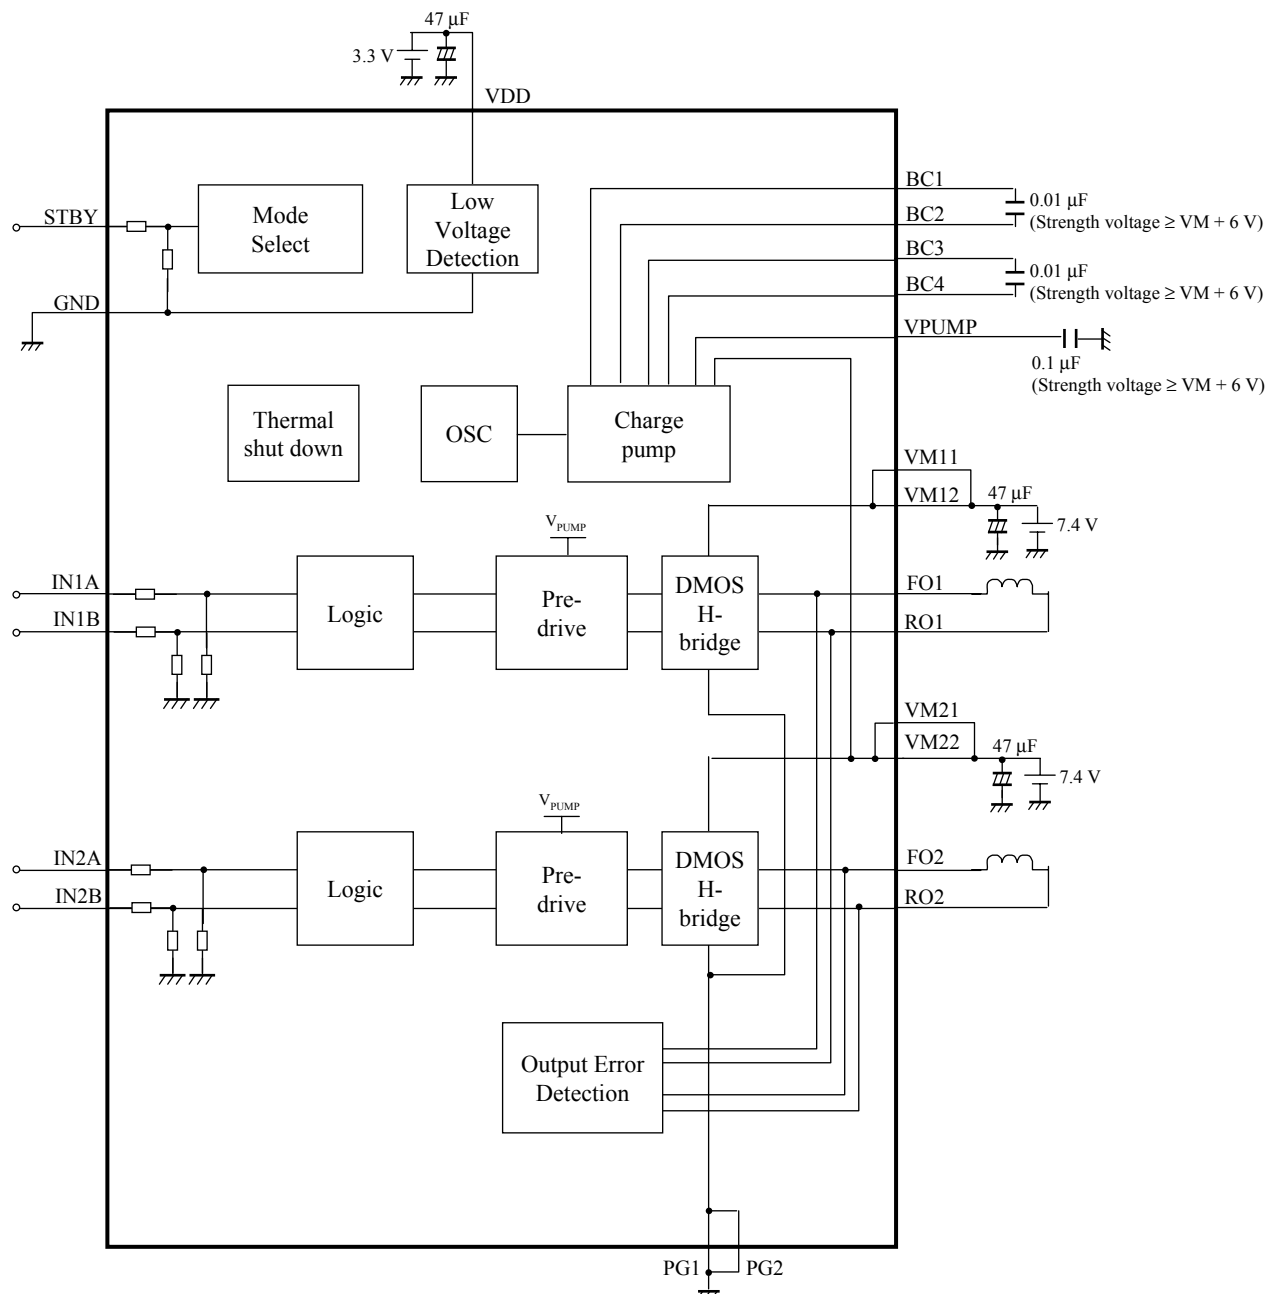 47 µF
3.3 V
VDD
BC1
0.01 µF
BC2
(Strength voltage ≥ VM + 6 V)
BC3
0.01 µF
BC4
(Strength voltage ≥ VM + 6 V)
VPUMP
0.1 µF
(Strength voltage ≥ VM + 6 V)
STBY
Mode
Select
Low
Voltage
Detection
GND
Thermal
shut down
OSC
Charge
pump
VM11
VM12
47 µF
7.4 V
VPUMP
IN1A
IN1B
Logic
Pre-
drive
DMOS
H-
bridge
FO1
RO1
VM21
VM22
47 µF
7.4 V
VPUMP
IN2A
IN2B
Logic
Pre-
drive
DMOS
H-
bridge
FO2
RO2
Output Error
Detection
PG1
PG2